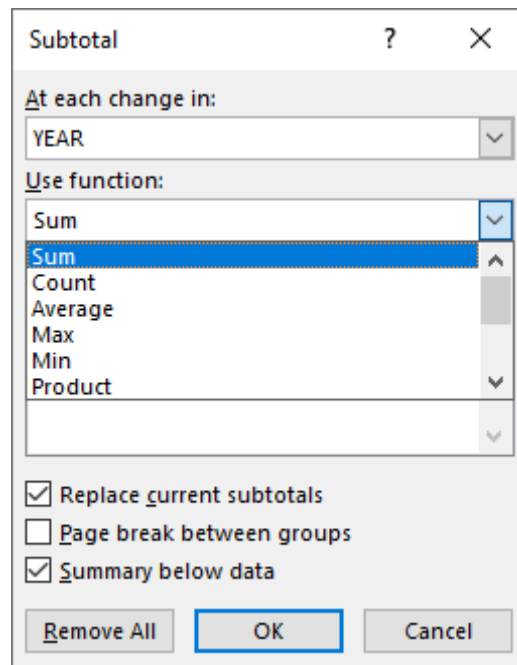 Subtotal ?
At each change in:
YEAR
Use function:
Sum
Sum
Count
Average
Max
Min
Product
Replace current subtotals
Page break between groups
Summary below data
Remove All OK Cancel